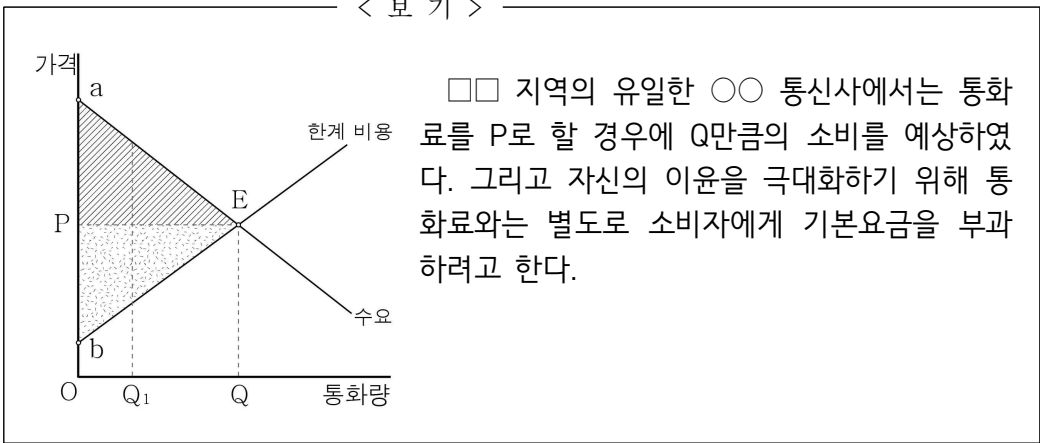 < 보 기 >
가격
a
한계 비용
E
P
수요
b
O
Q₁
Q
통화량
□□ 지역의 유일한 ○○ 통신사에서는 통화
료를 P로 할 경우에 Q만큼의 소비를 예상하였
다. 그리고 자신의 이윤을 극대화하기 위해 통
화료와는 별도로 소비자에게 기본요금을 부과
하려고 한다.